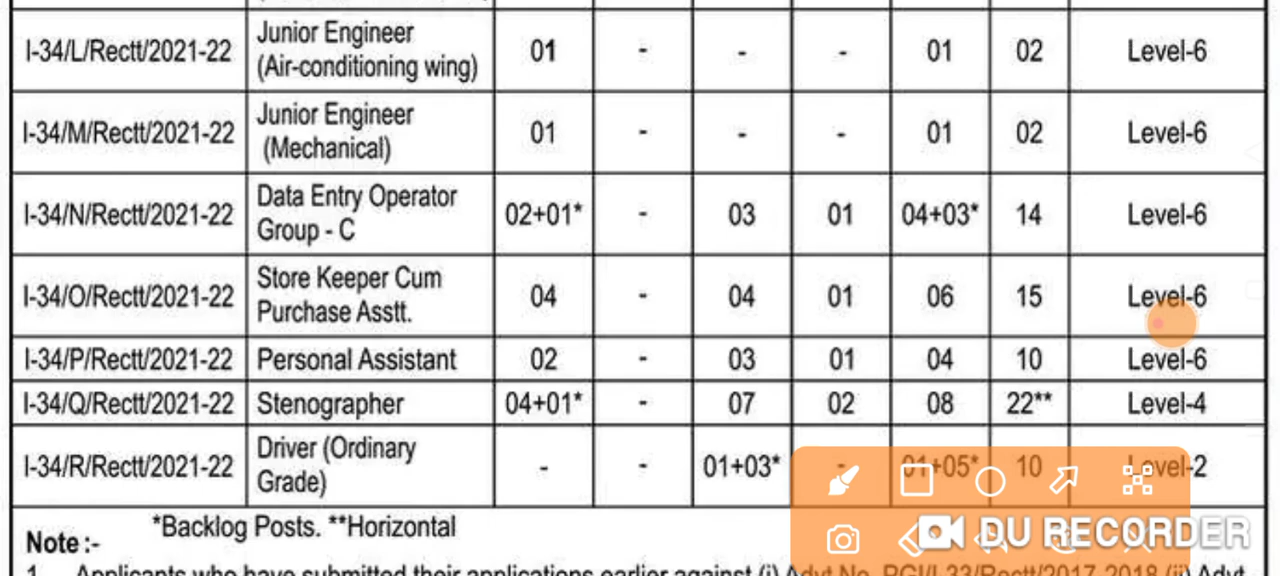 I-34/L/Rectt/2021-22 Junior Engineer (Air-conditioning wing) 01 - - - 01 02 Level-6
I-34/M/Rectt/2021-22 Junior Engineer (Mechanical) 01 - - - 01 02 Level-6
I-34/N/Rectt/2021-22 Data Entry Operator Group - C 02+01* - 03 01 04+03* 14 Level-6
I-34/O/Rectt/2021-22 Store Keeper Cum Purchase Asstt. 04 - 04 01 06 15 Level-6
I-34/P/Rectt/2021-22 Personal Assistant 02 - 03 01 04 10 Level-6
I-34/Q/Rectt/2021-22 Stenographer 04+01* - 07 02 08 22** Level-4
I-34/R/Rectt/2021-22 Driver (Ordinary Grade) - - 01+03* - 01+05* 10 Level-2
*Backlog Posts. **Horizontal
Note :-
1. Applicants who have submitted their applications earlier against (i) Advt No. PGI/I-33/Rectt/2017-2018 (ii) Advt
DU RECORDER